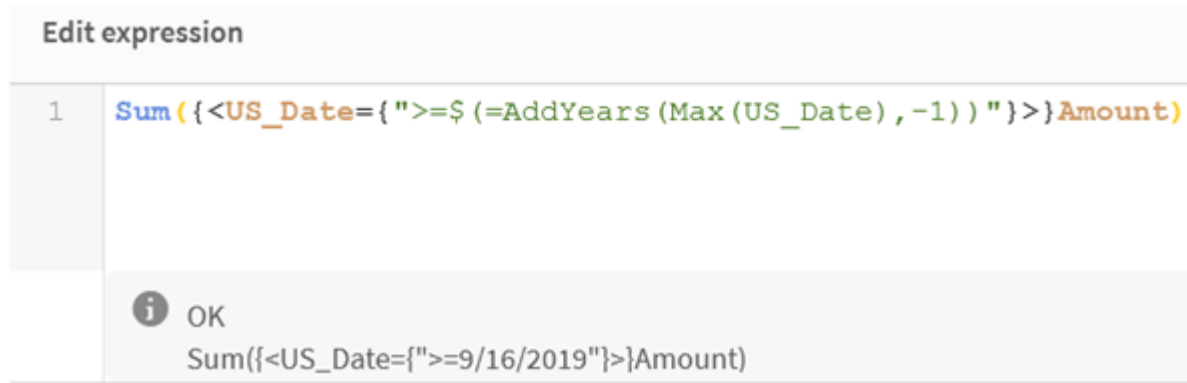 Edit expression
1 Sum({<US_Date={">=$(=AddYears(Max(US_Date),-1))"}>}Amount)
OK
Sum({<US_Date={">=9/16/2019"}>}Amount)